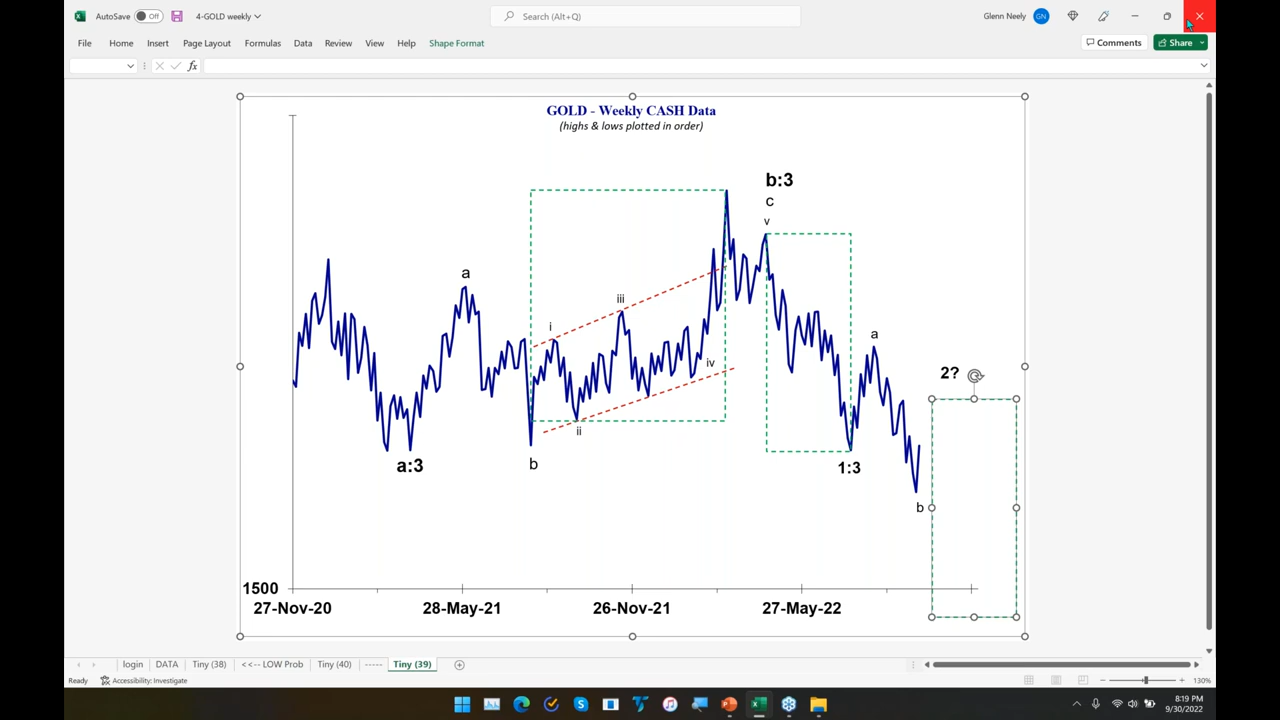 AutoSave Off 4-GOLD weekly Search (Alt+Q) Glenn Neely GN
File Home Insert Page Layout Formulas Data Review View Help Shape Format Comments Share
fx
GOLD - Weekly CASH Data
(highs & lows plotted in order)
b:3
c
v
a
iii
i
a
iv
2?
ii
a:3
b
1:3
b
1500
27-Nov-20 28-May-21 26-Nov-21 27-May-22
login DATA Tiny (38) <<-- LOW Prob Tiny (40) ----- Tiny (39)
Ready Accessibility: Investigate 130%
8:19 PM
9/30/2022